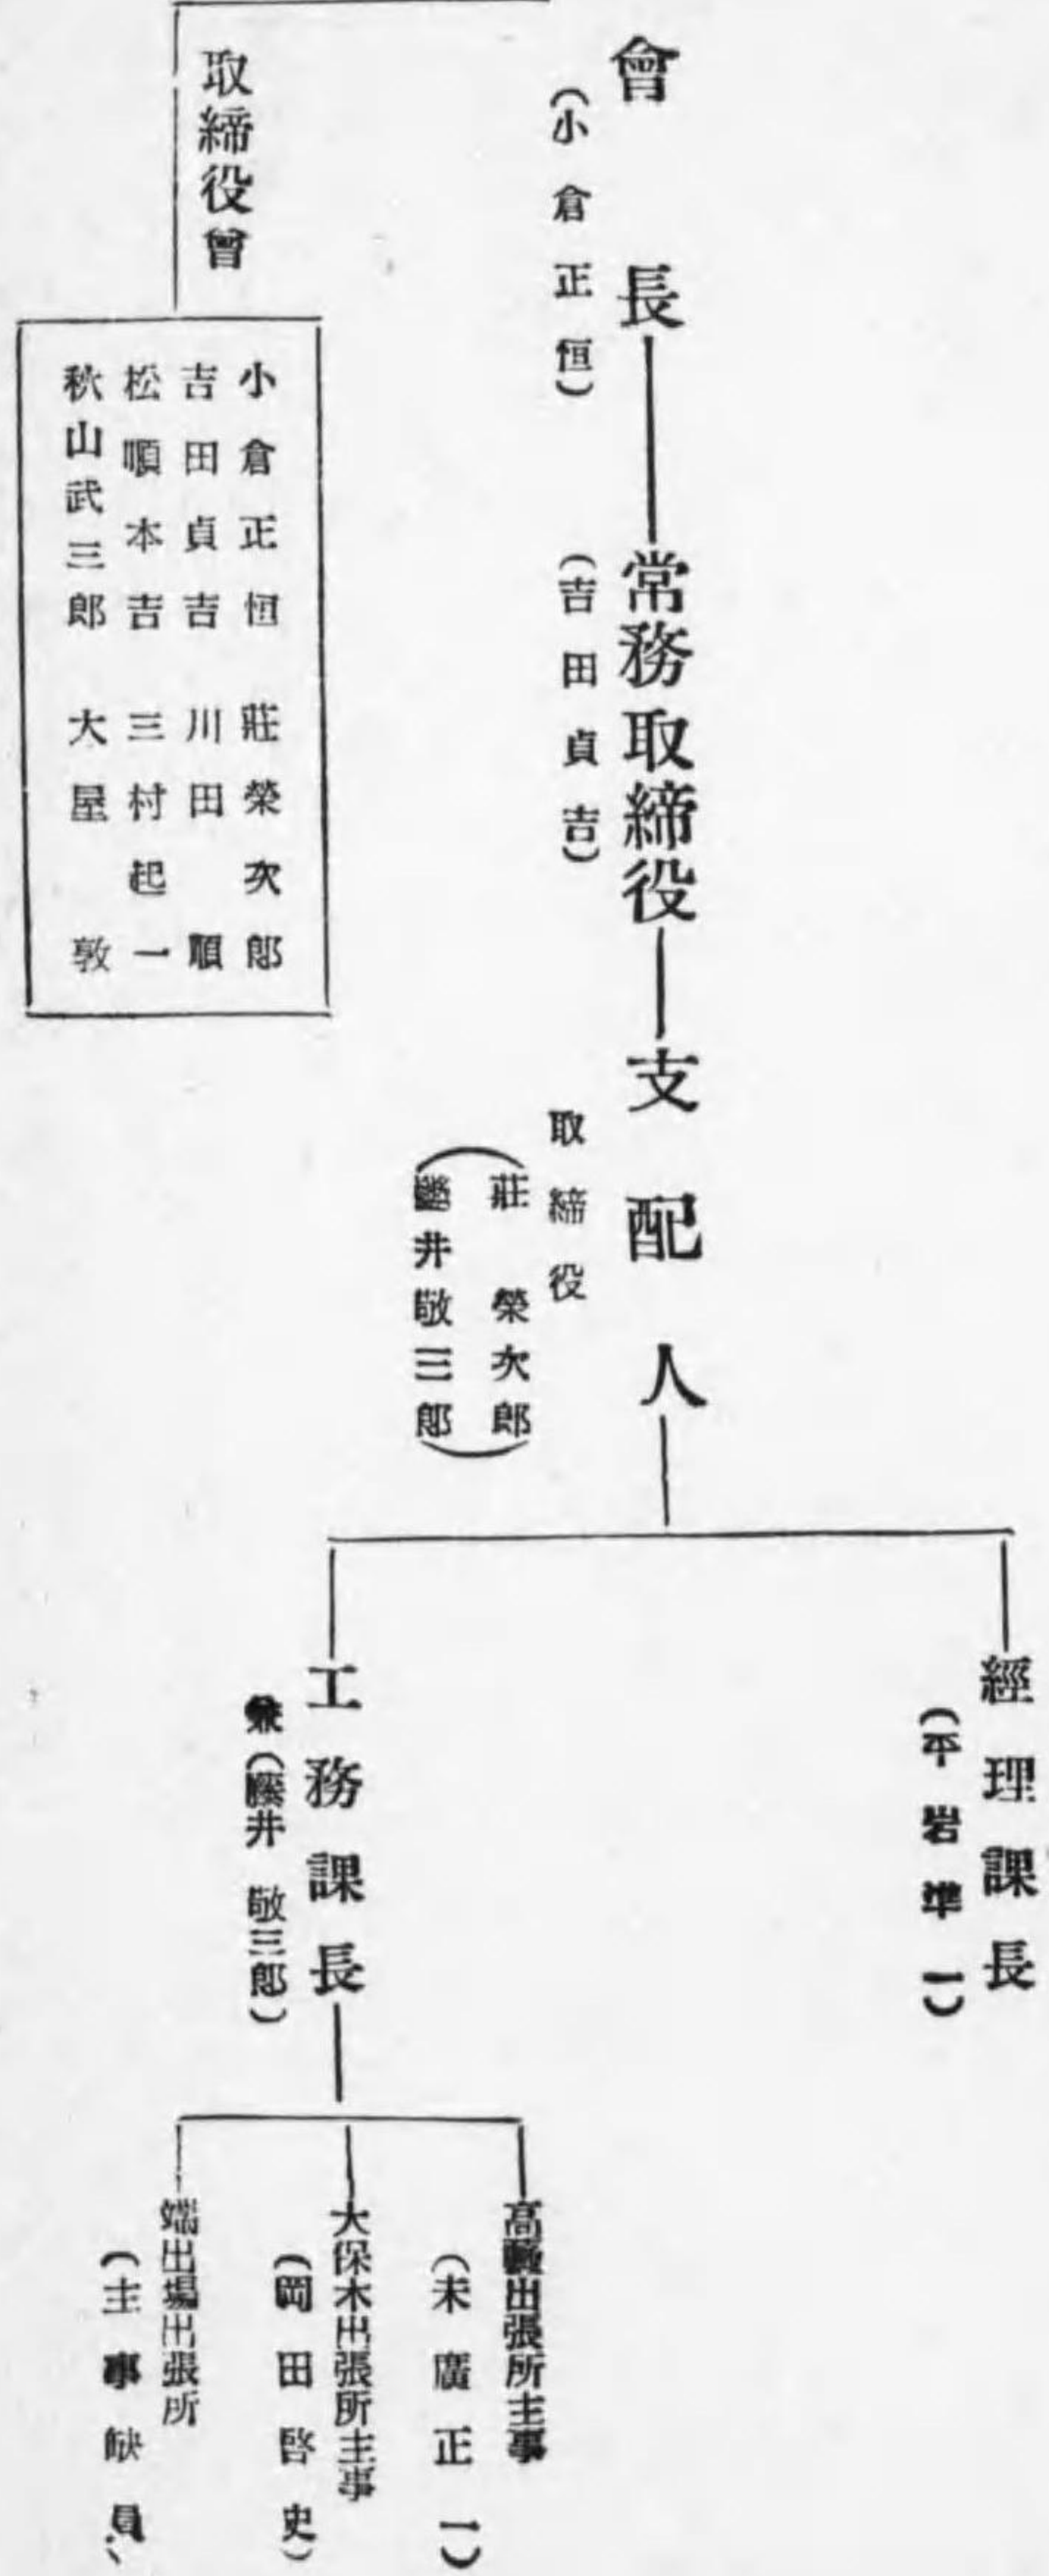 會長
(小倉正恒)
常務取締役
(吉田貞吉)
支配人
取締役
(莊榮次郎
井敬三郎)
經理課長
(平岩準一)
工務課長
兼(藤井敬三郎)
高藪出張所主事
(末廣正一)
大保木出張所主事
(岡田啓史)
端出場出張所
(主事缺員)
取締役會
小倉正恒 莊榮次郎
吉田貞吉 川田順
松順本吉 三村起一
秋山武三郎 大屋敦